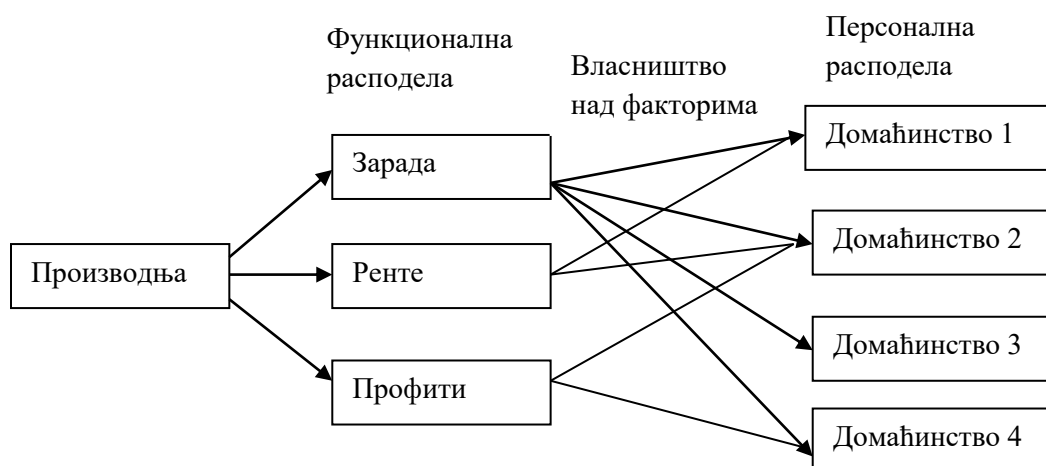 Функционална
расподела
Власништво
над факторима
Персонална
расподела
Производња
Зарада
Ренте
Профити
Домаћинство 1
Домаћинство 2
Домаћинство 3
Домаћинство 4